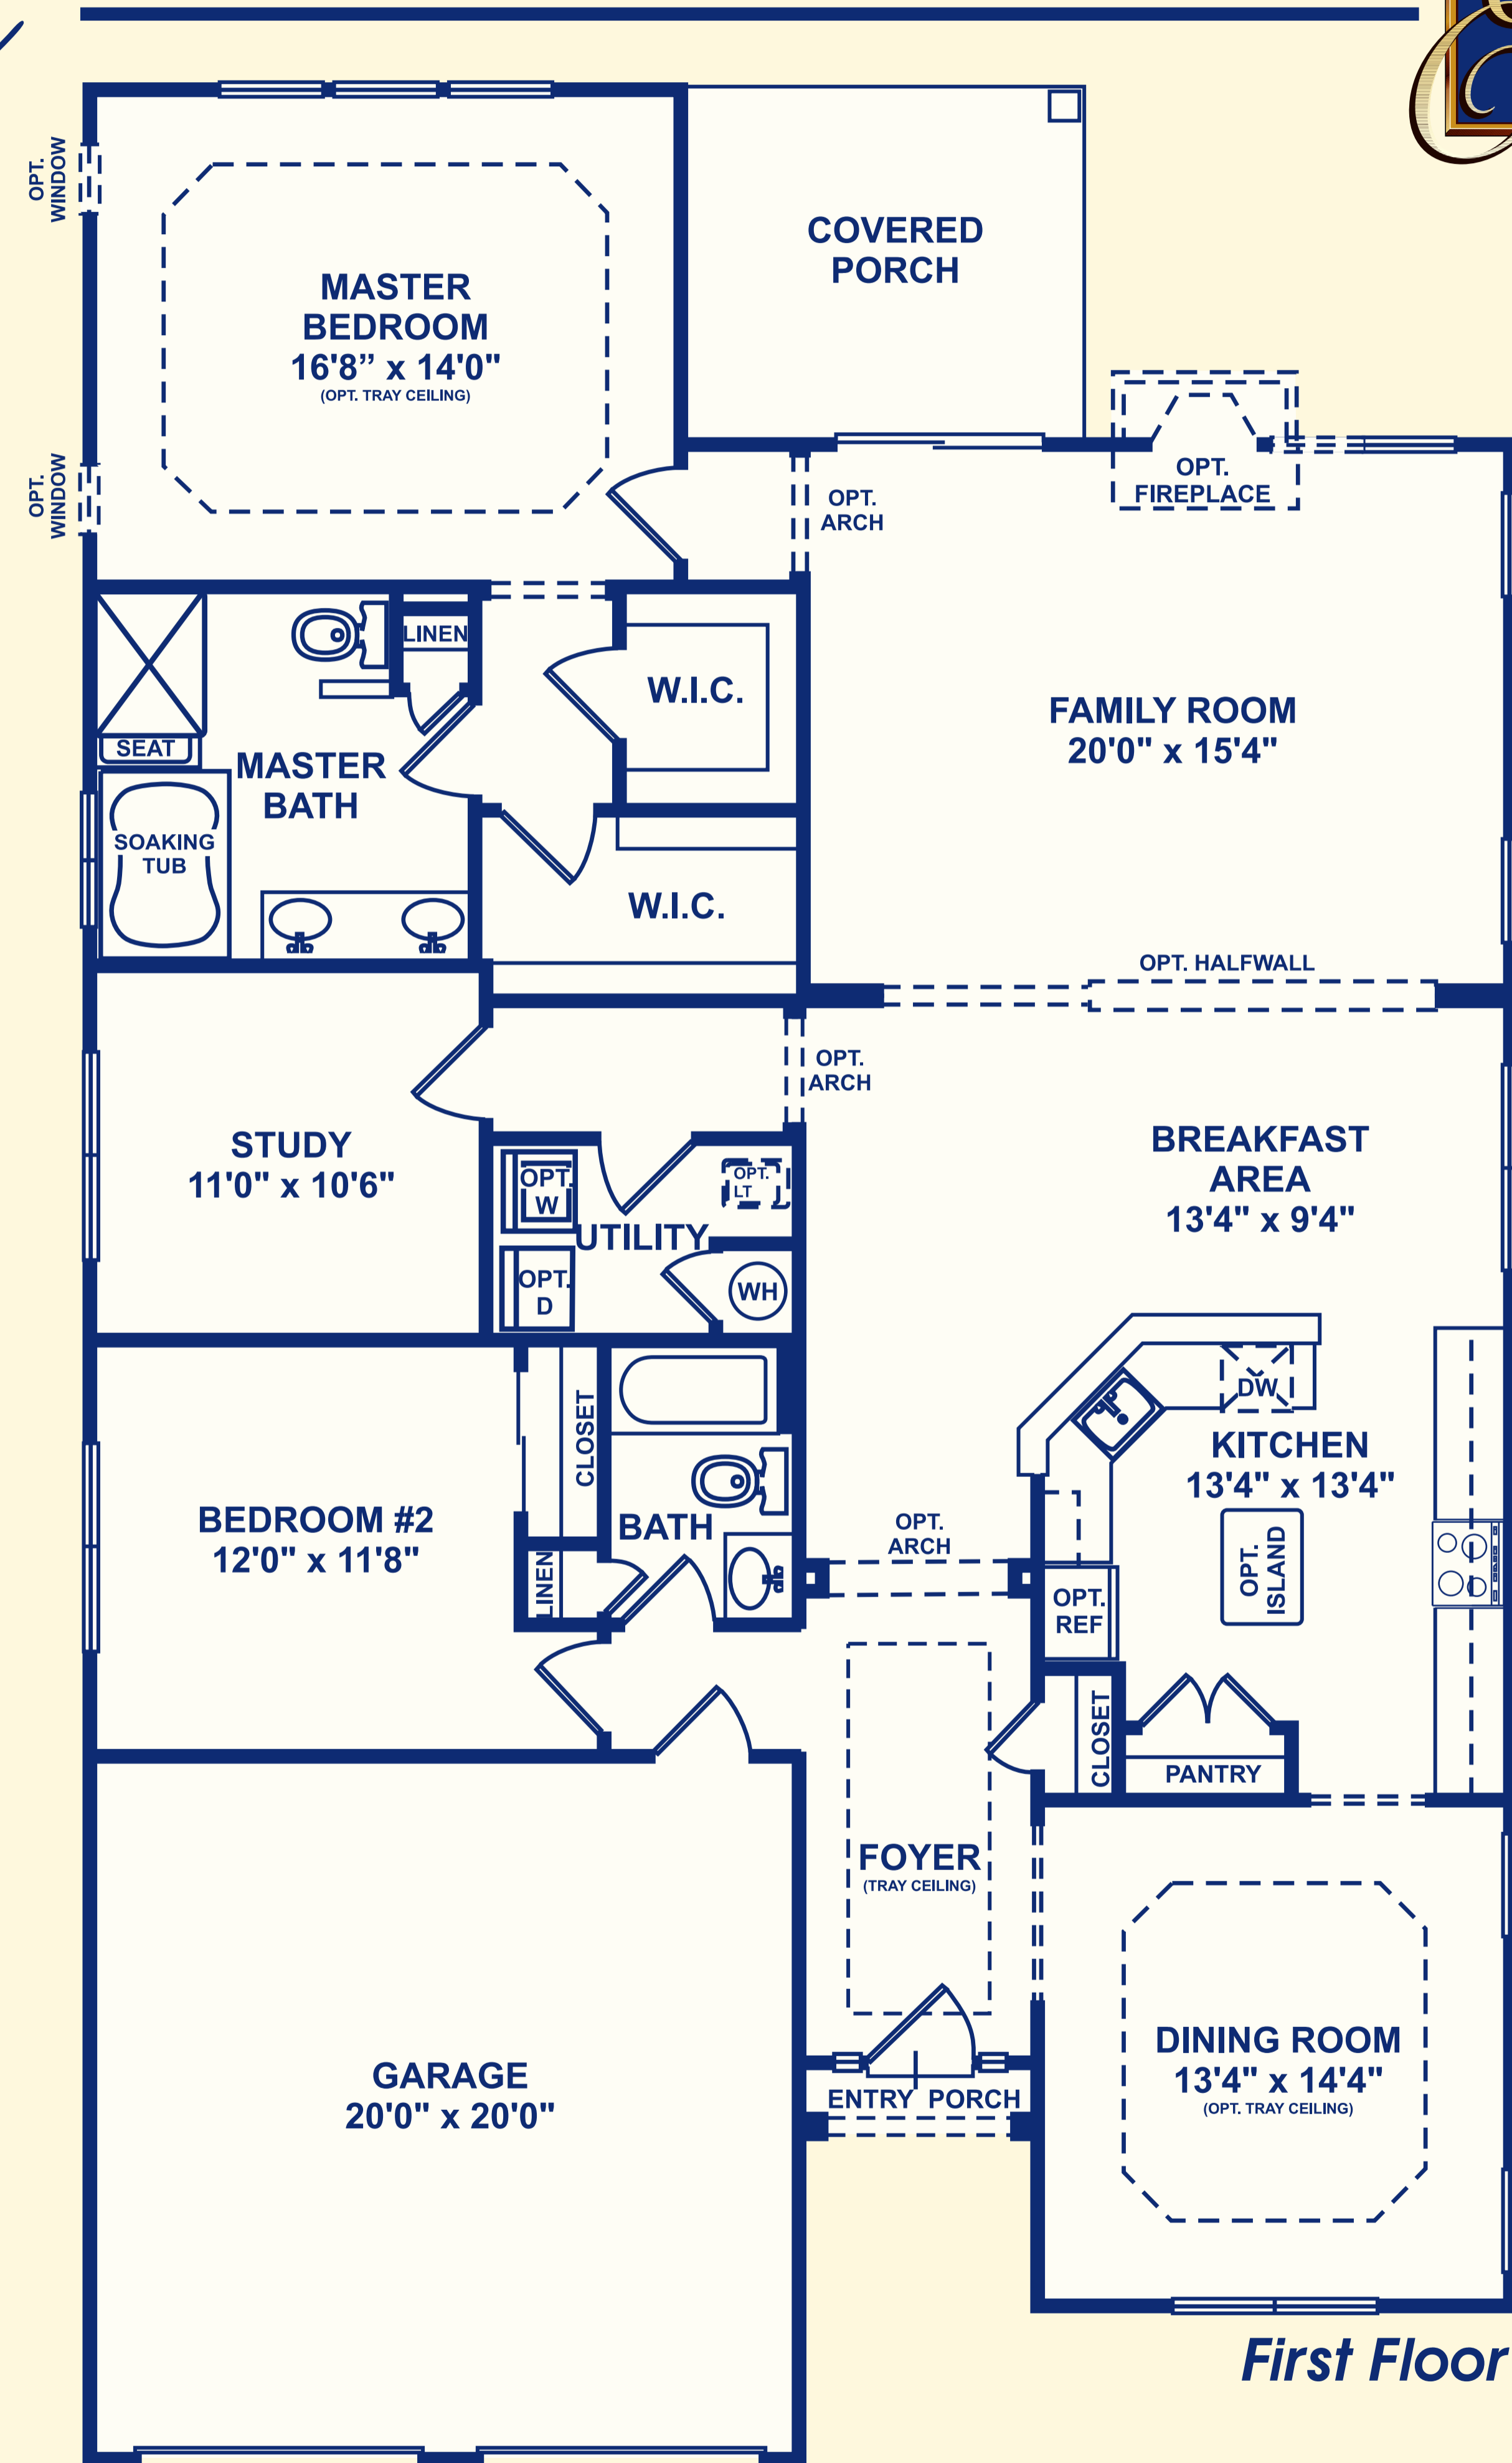 OPT.
WINDOW
MASTER
BEDROOM
16'8” x 14'0"
(OPT. TRAY CEILING)
COVERED
PORCH
OPT.
WINDOW
OPT.
ARCH
OPT.
FIREPLACE
LINEN
W.I.C.
SEAT
MASTER
BATH
SOAKING
TUB
FAMILY ROOM
20'0" x 15'4"
W.I.C.
OPT. HALFWALL
OPT.
ARCH
STUDY
11'0" x 10'6"
OPT.
W
OPT.
LT
UTILITY
OPT.
D
WH
BREAKFAST
AREA
13'4" x 9'4"
DW
KITCHEN
13'4" x 13'4"
CLOSET
BEDROOM #2
12'0" x 11'8"
BATH
LINEN
OPT.
ARCH
OPT.
ISLAND
OPT.
REF
CLOSET
PANTRY
FOYER
(TRAY CEILING)
ENTRY PORCH
DINING ROOM
13'4" x 14'4"
(OPT. TRAY CEILING)
GARAGE
20'0" x 20'0"
First Floor